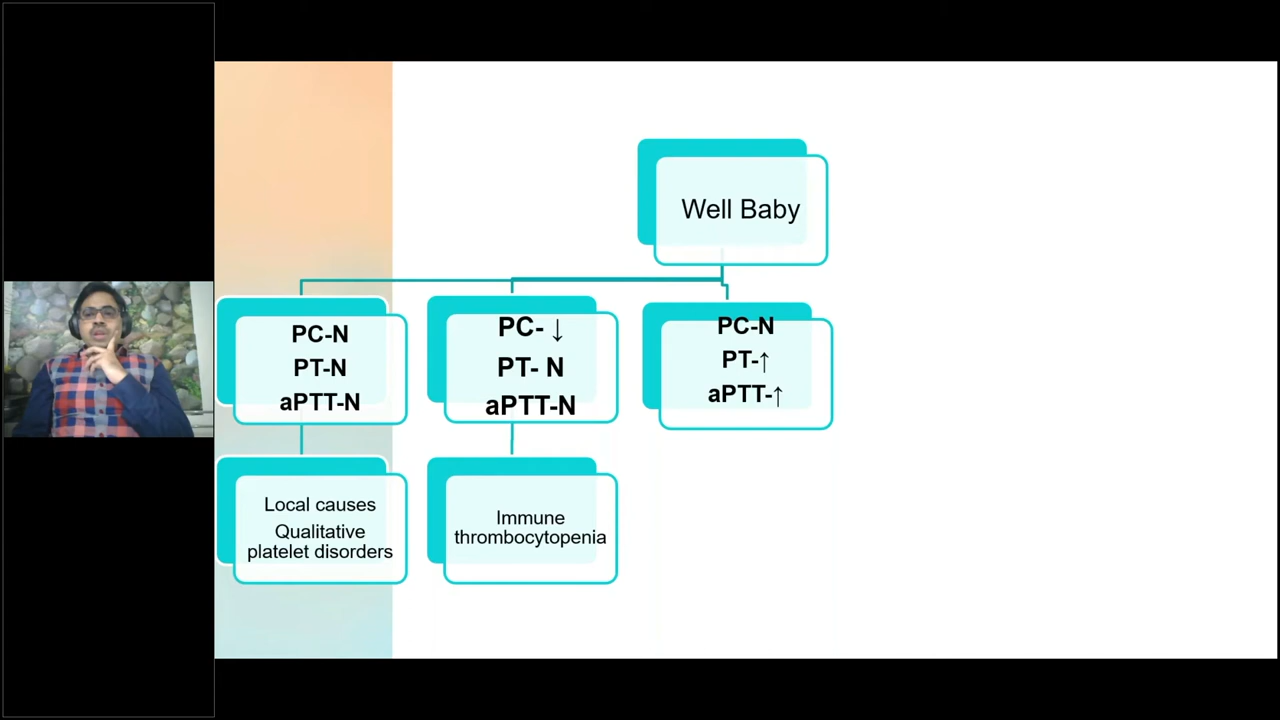 Well Baby
PC-N
PT-N
aPTT-N
PC- ↓
PT- N
aPTT-N
PC-N
PT-↑
aPTT-↑
Local causes
Qualitative
platelet disorders
Immune
thrombocytopenia